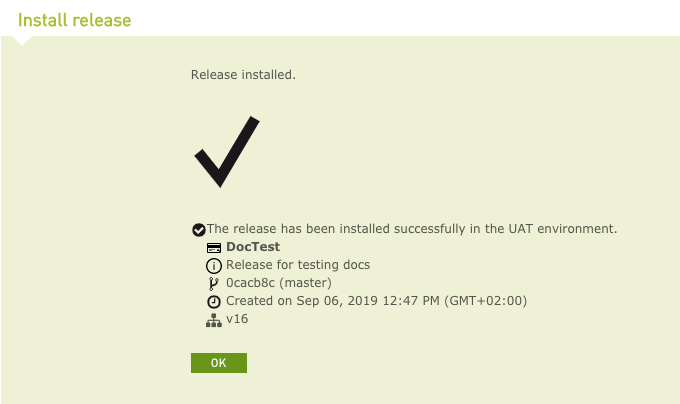 Install release
Release installed.
The release has been installed successfully in the UAT environment.
DocTest
Release for testing docs
0cacb8c (master)
Created on Sep 06, 2019 12:47 PM (GMT+02:00)
v16
OK